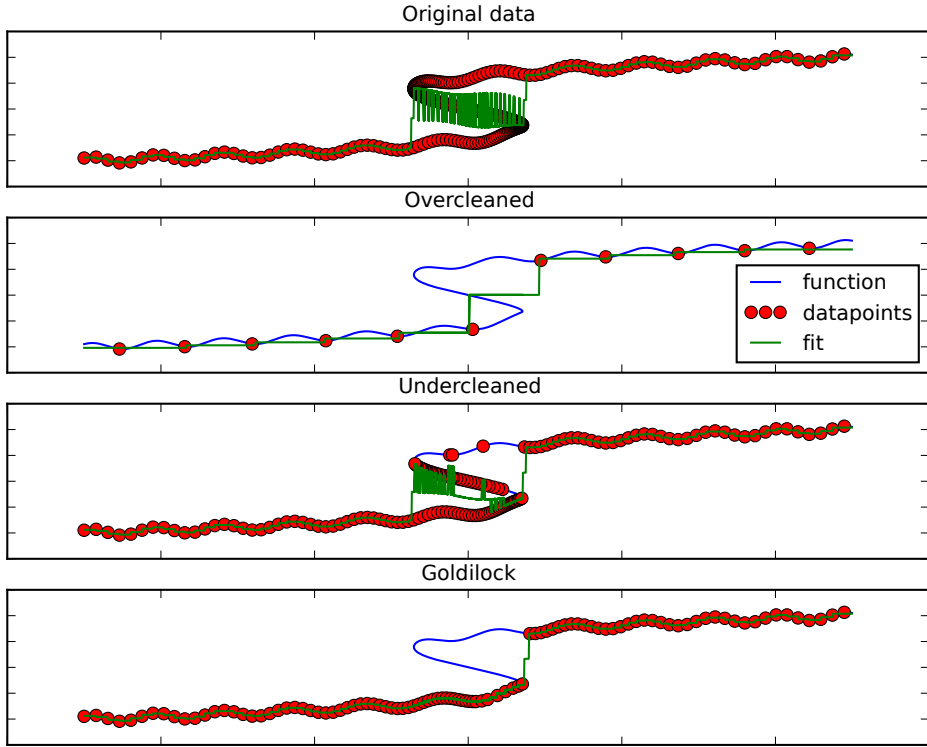 Original data
Overcleaned
function
datapoints
fit
Undercleaned
Goldilock